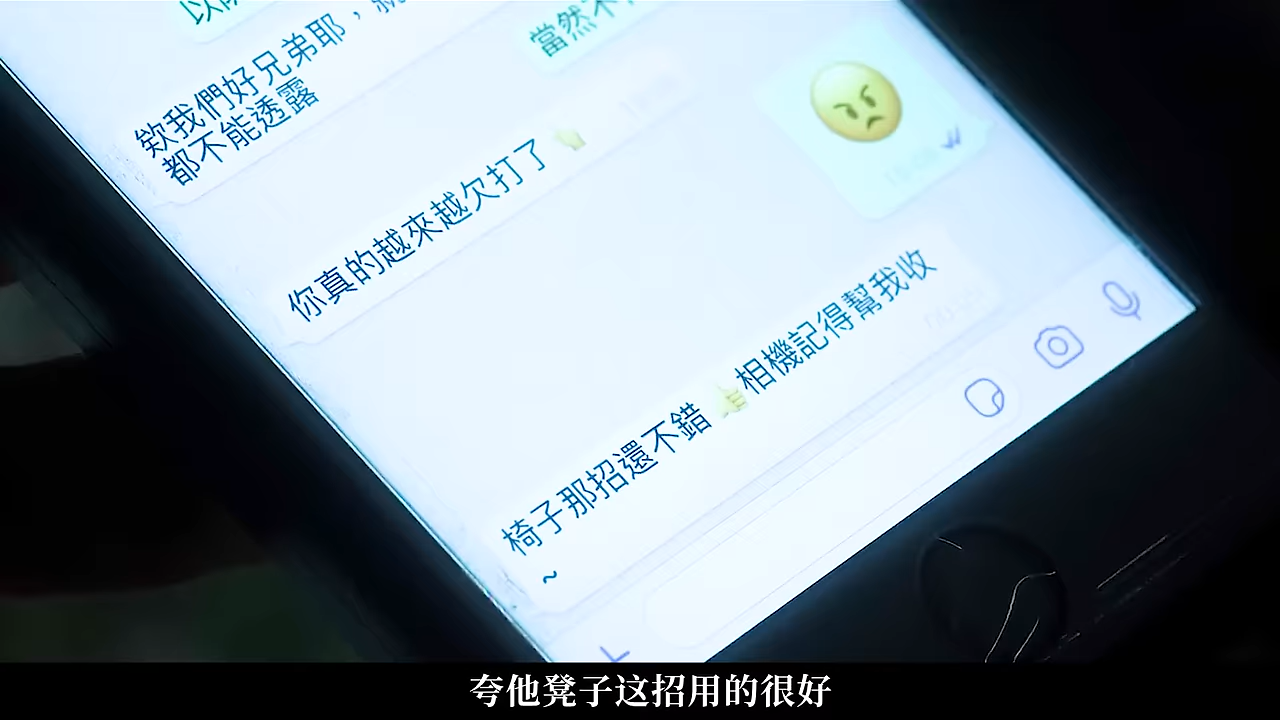 當然不
欸我們好兄弟耶，
都不能透露
你真的越來越欠打了
椅子那招還不錯👍相機記得幫我收
~
夸他凳子这招用的很好